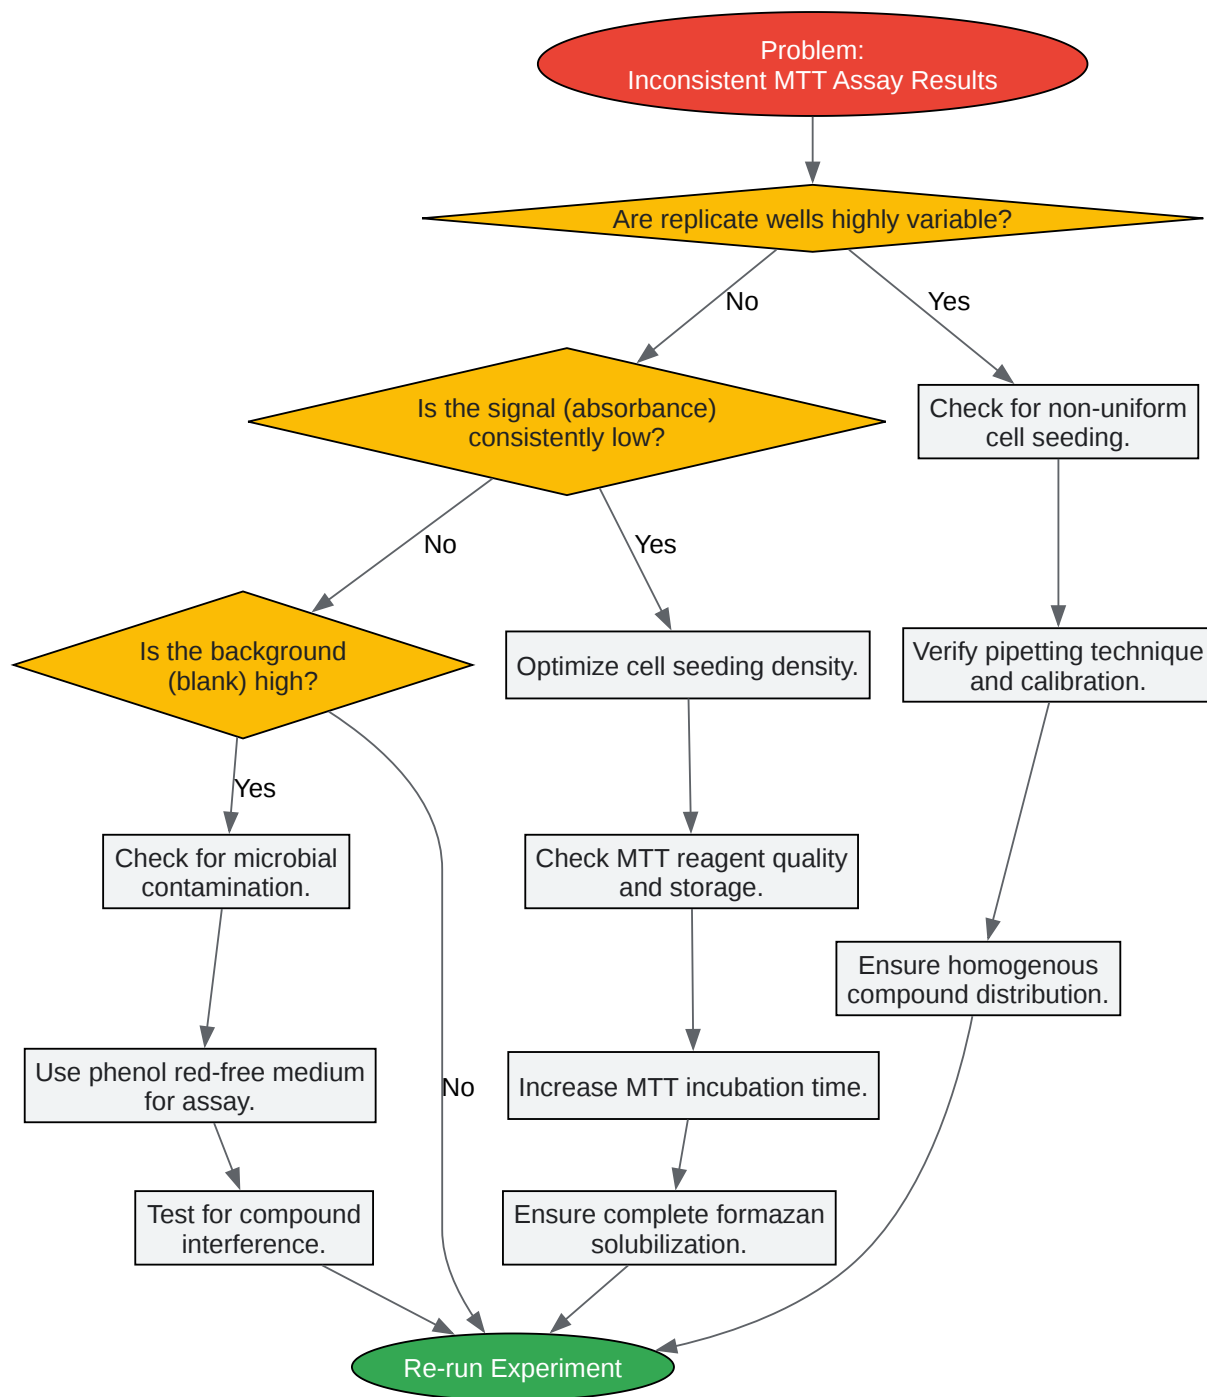 Problem:
Inconsistent MTT Assay Results
Are replicate wells highly variable?
No
Yes
Is the signal (absorbance)
consistently low?
Check for non-uniform
cell seeding.
No
Yes
Is the background
(blank) high?
Optimize cell seeding density.
Verify pipetting technique
and calibration.
Yes
Check for microbial
contamination.
Check MTT reagent quality
and storage.
Ensure homogenous
compound distribution.
Use phenol red-free medium
for assay.
No
Increase MTT incubation time.
Test for compound
interference.
Ensure complete formazan
solubilization.
Re-run Experiment